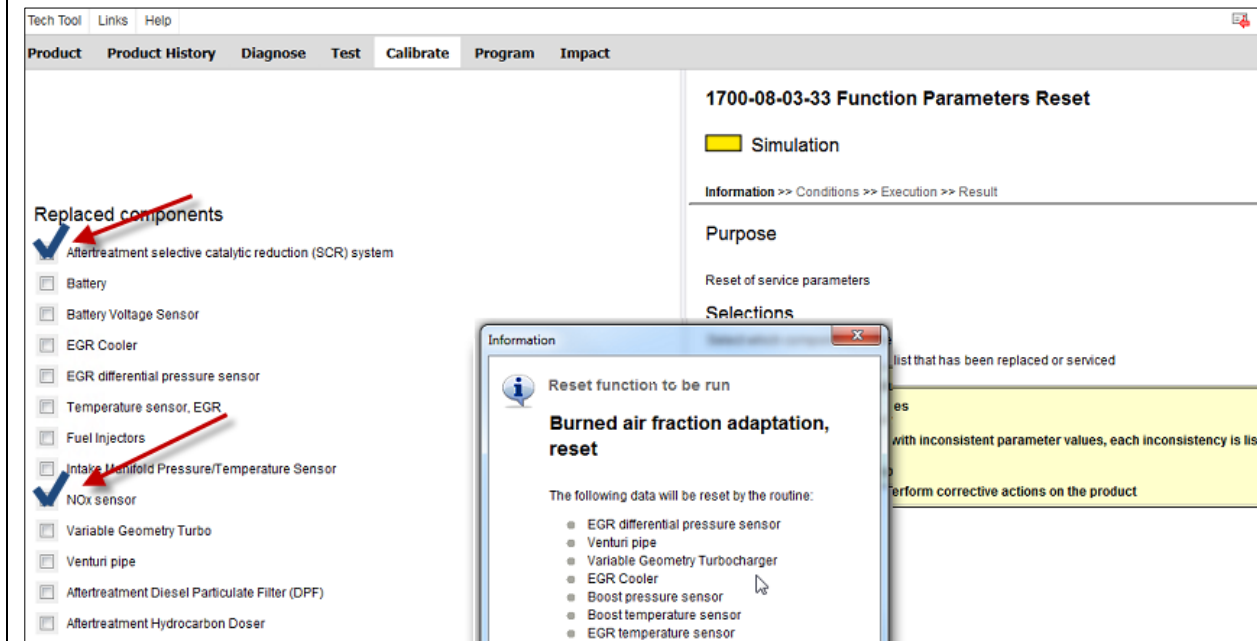 Tech Tool Links Help
Product Product History Diagnose Test Calibrate Program Impact
1700-08-03-33 Function Parameters Reset
Simulation
Information >> Conditions >> Execution >> Result
Replaced components
Aftertreatment selective catalytic reduction (SCR) system
Battery
Battery Voltage Sensor
EGR Cooler
EGR differential pressure sensor
Temperature sensor, EGR
Fuel Injectors
Intake Manifold Pressure/Temperature Sensor
NOx sensor
Variable Geometry Turbo
Venturi pipe
Aftertreatment Diesel Particulate Filter (DPF)
Aftertreatment Hydrocarbon Doser
Purpose
Reset of service parameters
Selections
list that has been replaced or serviced
es
with inconsistent parameter values, each inconsistency is lis
erform corrective actions on the product
Information
Reset function to be run
Burned air fraction adaptation,
reset
The following data will be reset by the routine:
EGR differential pressure sensor
Venturi pipe
Variable Geometry Turbocharger
EGR Cooler
Boost pressure sensor
Boost temperature sensor
EGR temperature sensor